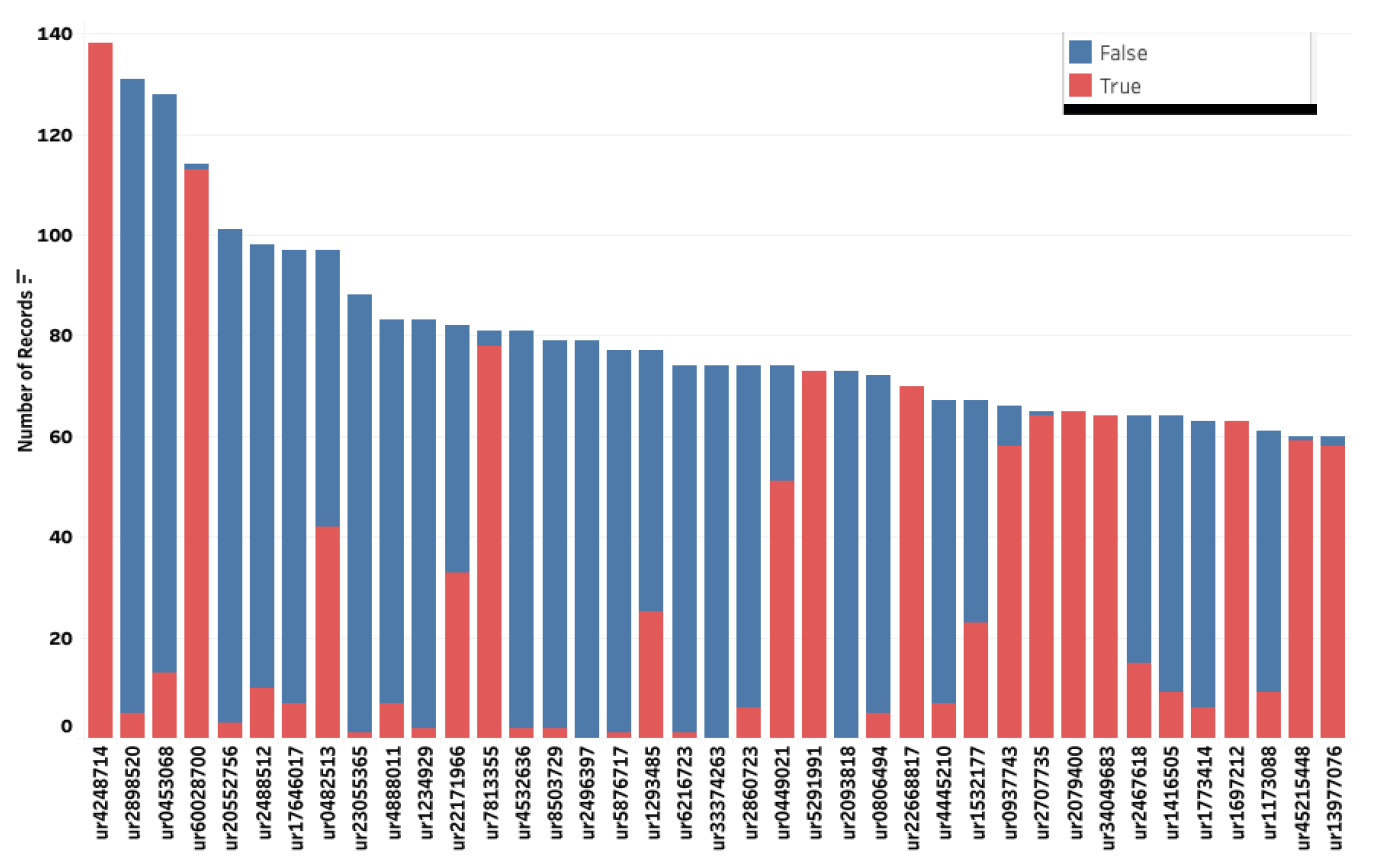 140
120
100
80
60
40
20
0
Number of Records
False
True
ur4248714
ur2898520
ur0453068
ur60028700
ur20552756
ur2488512
ur17646017
ur0482513
ur23055365
ur4888011
ur1234929
ur22171966
ur7813355
ur4532636
ur8503729
ur2496397
ur5876717
ur1293485
ur6216723
ur33374263
ur2860723
ur0449021
ur5291991
ur2093818
ur0806494
ur22668817
ur4445210
ur1532177
ur0937743
ur2707735
ur2079400
ur34049683
ur2467618
ur1416505
ur1773414
ur1697212
ur1173088
ur45215448
ur13977076